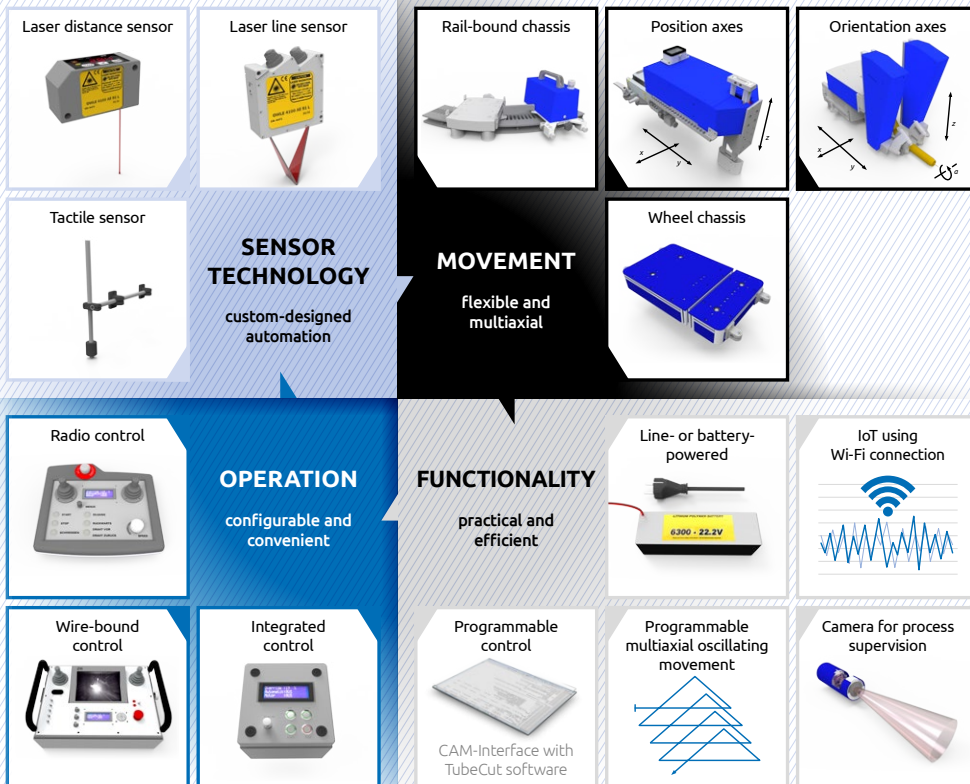 Laser distance sensor
Laser line sensor
Tactile sensor
SENSOR
TECHNOLOGY
custom-designed
automation
Rail-bound chassis
Position axes
x
y
z
Orientation axes
x
y
z
α
MOVEMENT
flexible and
multiaxial
Wheel chassis
Radio control
OPERATION
configurable and
convenient
Wire-bound
control
Integrated
control
FUNCTIONALITY
practical and
efficient
Line- or battery-
powered
LITHIUM POLYMER BATTERY
6300 - 22.2V
IoT using
Wi-Fi connection
Programmable
control
CAM-Interface with
TubeCut software
Programmable
multiaxial oscillating
movement
Camera for process
supervision